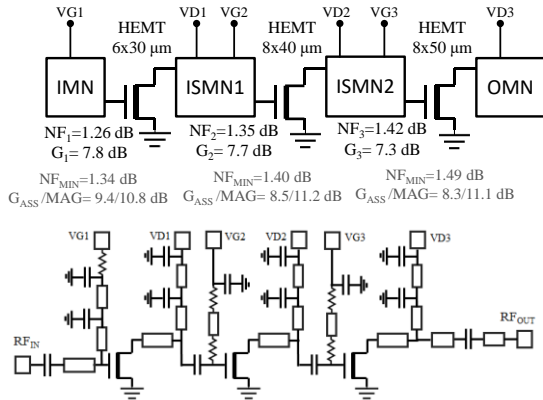 VG1 HEMT VD1 VG2 HEMT VD2 VG3 HEMT VD3
6x30 μm 8x40 μm 8x50 μm
IMN ISMN1 ISMN2 OMN
NF1=1.26 dB NF2=1.35 dB NF3=1.42 dB
G1= 7.8 dB G2= 7.7 dB G3= 7.3 dB
NFMIN=1.34 dB NFMIN=1.40 dB NFMIN=1.49 dB
GASS /MAG= 9.4/10.8 dB GASS /MAG= 8.5/11.2 dB GASS /MAG= 8.3/11.1 dB
VG1 VD1 VG2 VD2 VG3 VD3
RFIN RFOUT